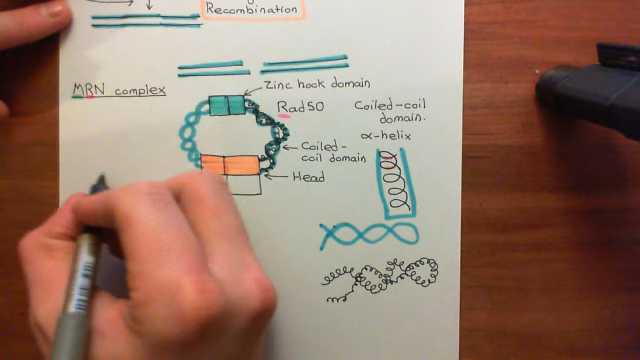 Recombination
MRN complex
Zinc hook domain
Rad50
Coiled-coil
domain.
α-helix
Coiled-
coil domain
Head